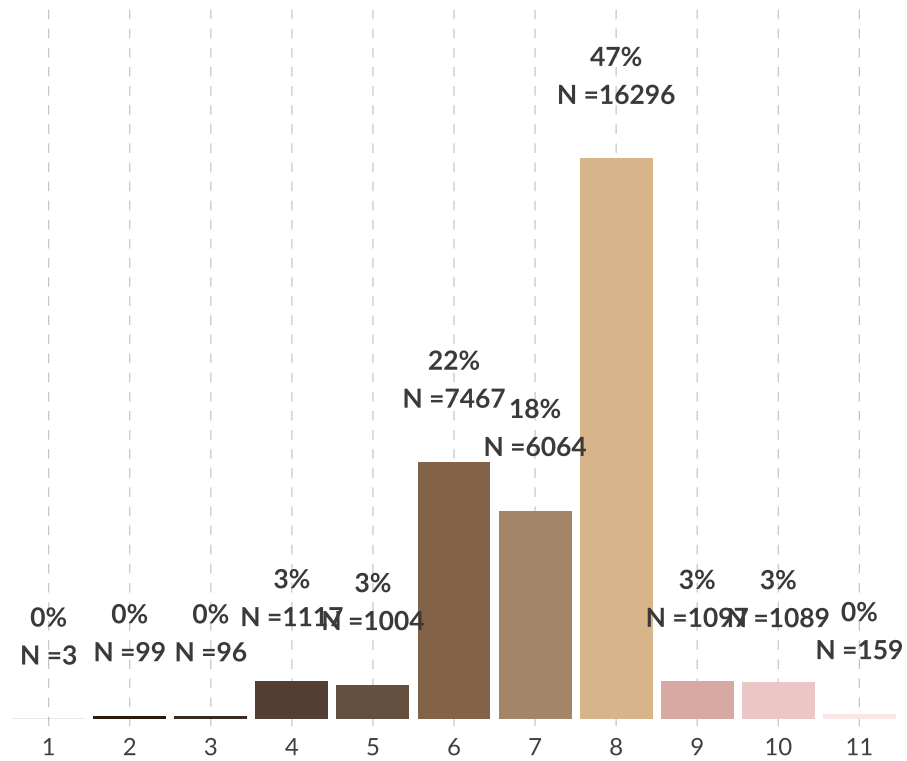 47%
N =16296
22%
N =7467
18%
N =6064
3%
N =1117
3%
N =1004
3%
N =1097
3%
N =1089
0%
N =3
0%
N =99
0%
N =96
0%
N =159
1 2 3 4 5 6 7 8 9 10 11